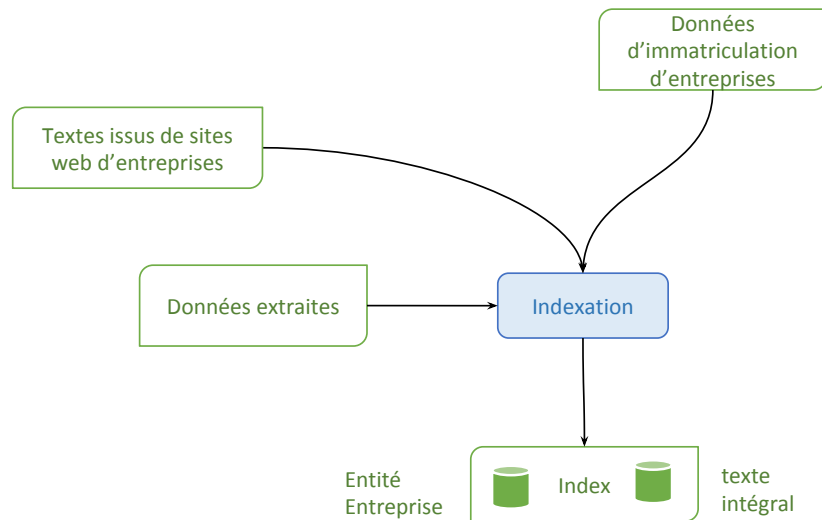 Données
d'immatriculation
d'entreprises
Textes issus de sites
web d'entreprises
Données extraites
Indexation
Entité
Entreprise
Index
texte
intégral